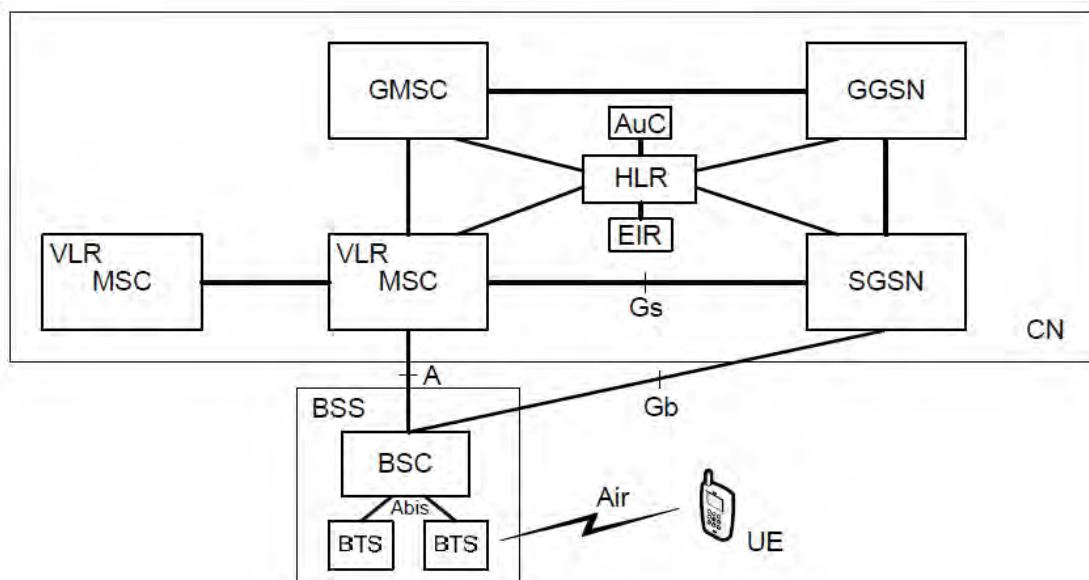 GMSC
GGSN
AuC
HLR
EIR
VLR
MSC
VLR
MSC
SGSN
Gs
CN
A
Gb
BSS
BSC
Abis
BTS
BTS
Air
UE